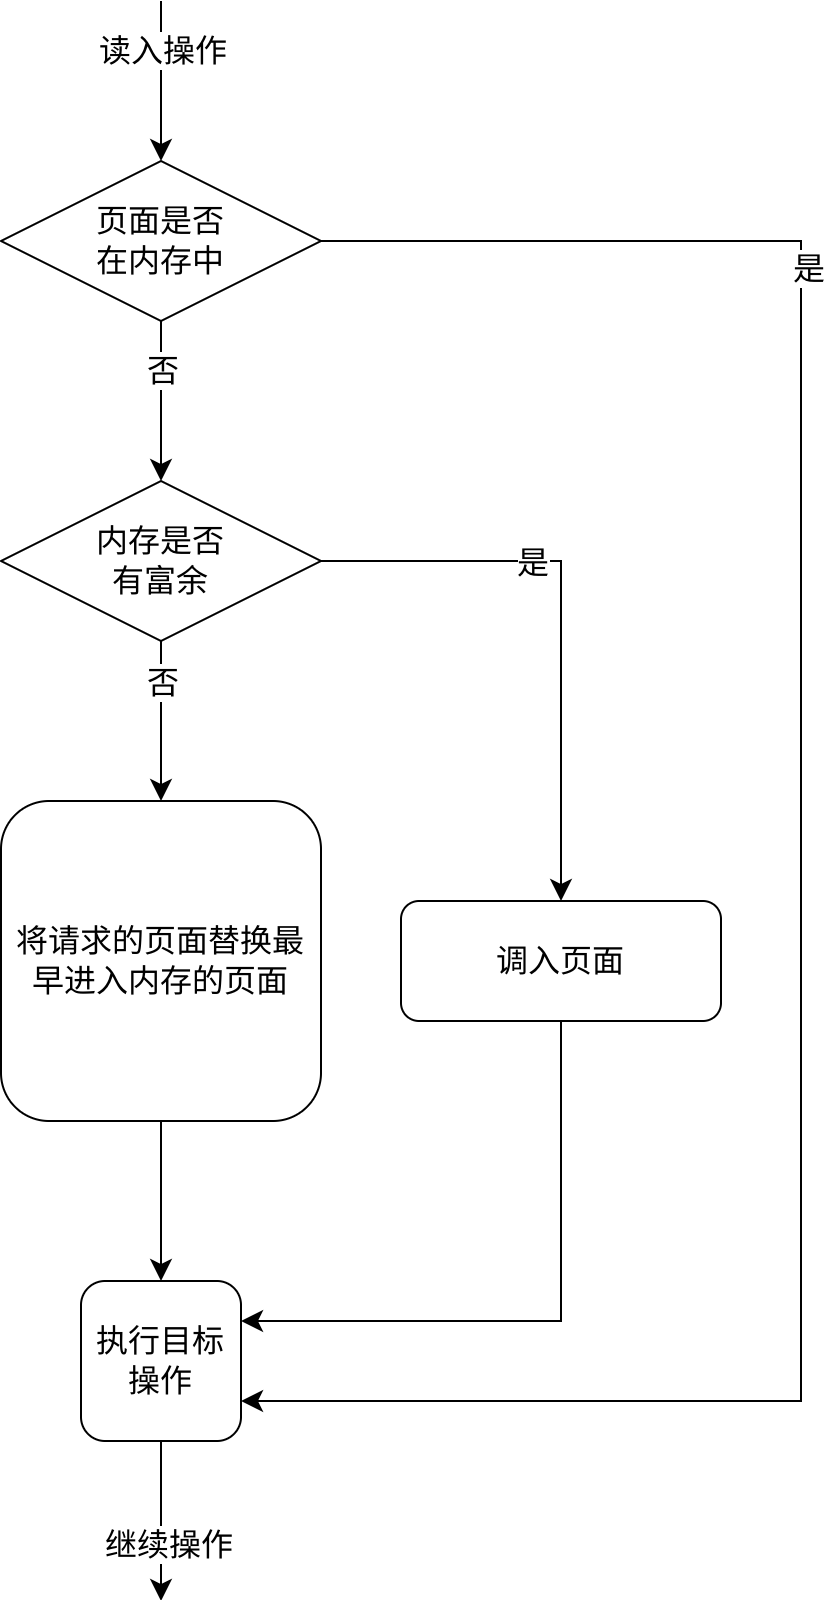 读入操作
页面是否
在内存中
是
否
内存是否
有富余
是
否
将请求的页面替换最
早进入内存的页面
调入页面
执行目标
操作
继续操作